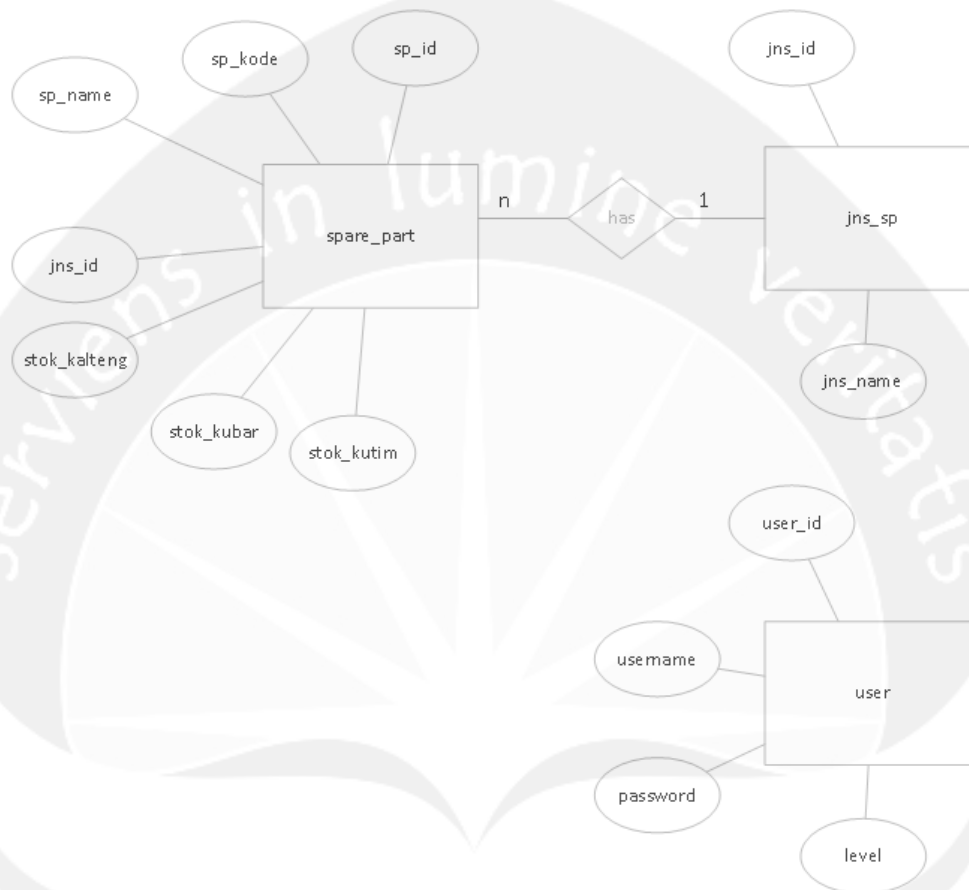 sp_id
jns_id
sp_kode
sp_name
n
1
has
jns_sp
spare_part
jns_id
stok_kalteng
jns_name
stok_kubar
stok_kutim
user_id
username
user
password
level
serviens in lumine veritatis